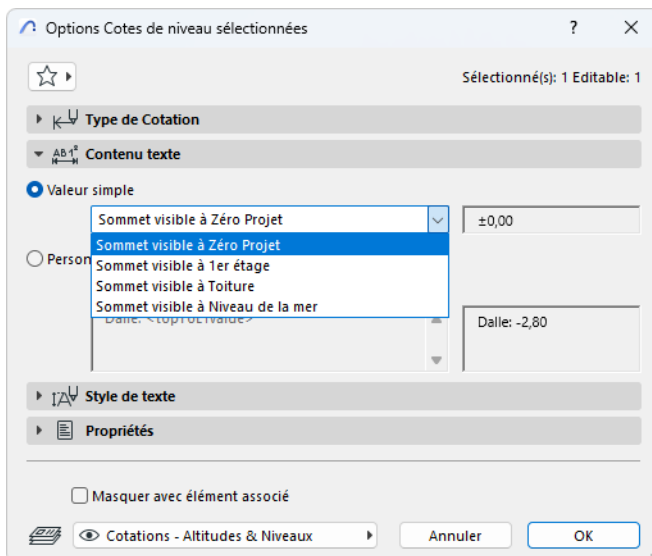 Options Cotes de niveau sélectionnées
Sélectionné(s): 1 Editable: 1
Type de Cotation
Contenu texte
Valeur simple
Sommet visible à Zéro Projet
±0,00
Sommet visible à Zéro Projet
Sommet visible à 1er étage
Person
Sommet visible à Toiture
Sommet visible à Niveau de la mer
Dalle: -2,80
Style de texte
Propriétés
Masquer avec élément associé
Cotations - Altitudes & Niveaux
Annuler
OK